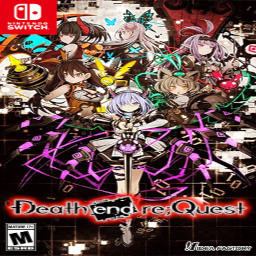 NINTENDO
SWITCH
Death end re;Quest
MATURE 17+
M
ESRB
IDEA FACTORY